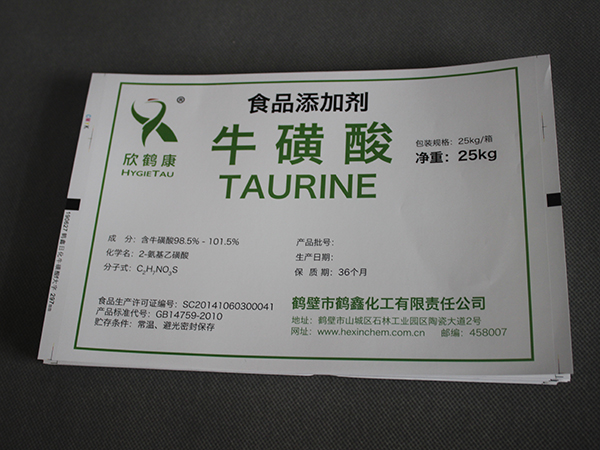 ®
欣鹤康
HYGIETAU
食品添加剂
牛磺酸
TAURINE
包装规格：25kg/箱
净重：25kg
成 分：含牛磺酸98.5% - 101.5%
化学名：2-氨基乙磺酸
分子式：C₂H₇NO₃S
产品批号：
生产日期：
保 质 期：36个月
食品生产许可证编号：SC20141060300041
产品标准代号：GB14759-2010
贮存条件：常温、避光密封保存
鹤壁市鹤鑫化工有限责任公司
地址：鹤壁市山城区石林工业园区陶瓷大道2号
网址：www.hexinchem.com.cn 邮编：458007